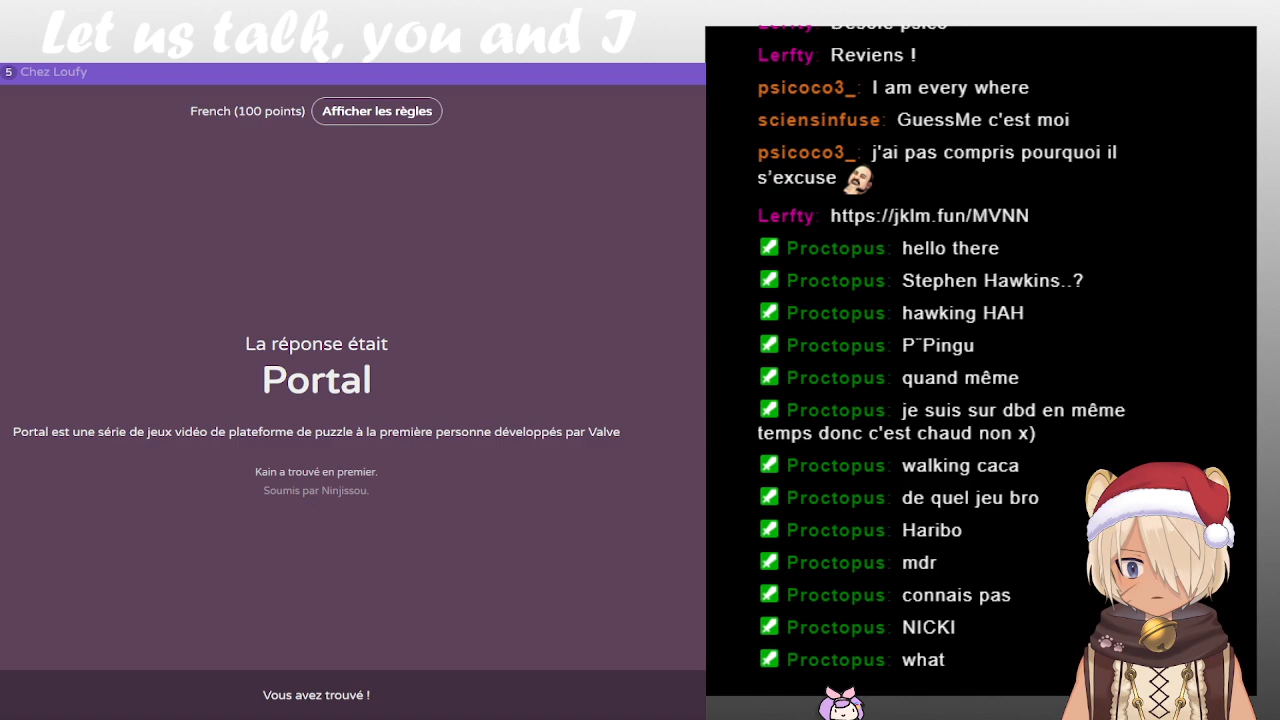 Let us talk, you and I
5 Chez Loufy
French (100 points) Afficher les règles
La réponse était
Portal
Portal est une série de jeux vidéo de plateforme de puzzle à la première personne développés par Valve
Kain a trouvé en premier.
Soumis par Ninjissou.
Vous avez trouvé !
Lerfty: Désolé psico
Lerfty: Reviens !
psicoco3_: I am every where
sciensinfuse: GuessMe c'est moi
psicoco3_: j'ai pas compris pourquoi il
s'excuse
Lerfty: https://jklm.fun/MVNN
Proctopus: hello there
Proctopus: Stephen Hawkins..?
Proctopus: hawking HAH
Proctopus: P¨Pingu
Proctopus: quand même
Proctopus: je suis sur dbd en même
temps donc c'est chaud non x)
Proctopus: walking caca
Proctopus: de quel jeu bro
Proctopus: Haribo
Proctopus: mdr
Proctopus: connais pas
Proctopus: NICKI
Proctopus: what